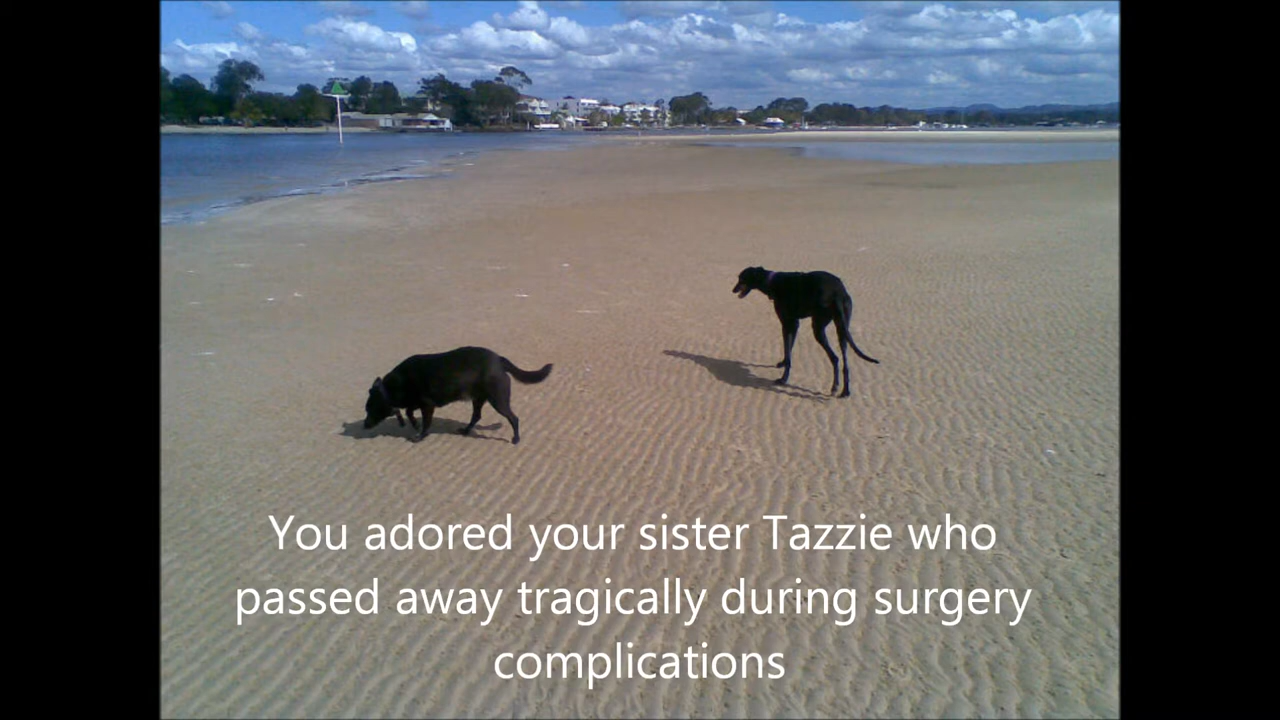 You adored your sister Tazzie who
passed away tragically during surgery
complications